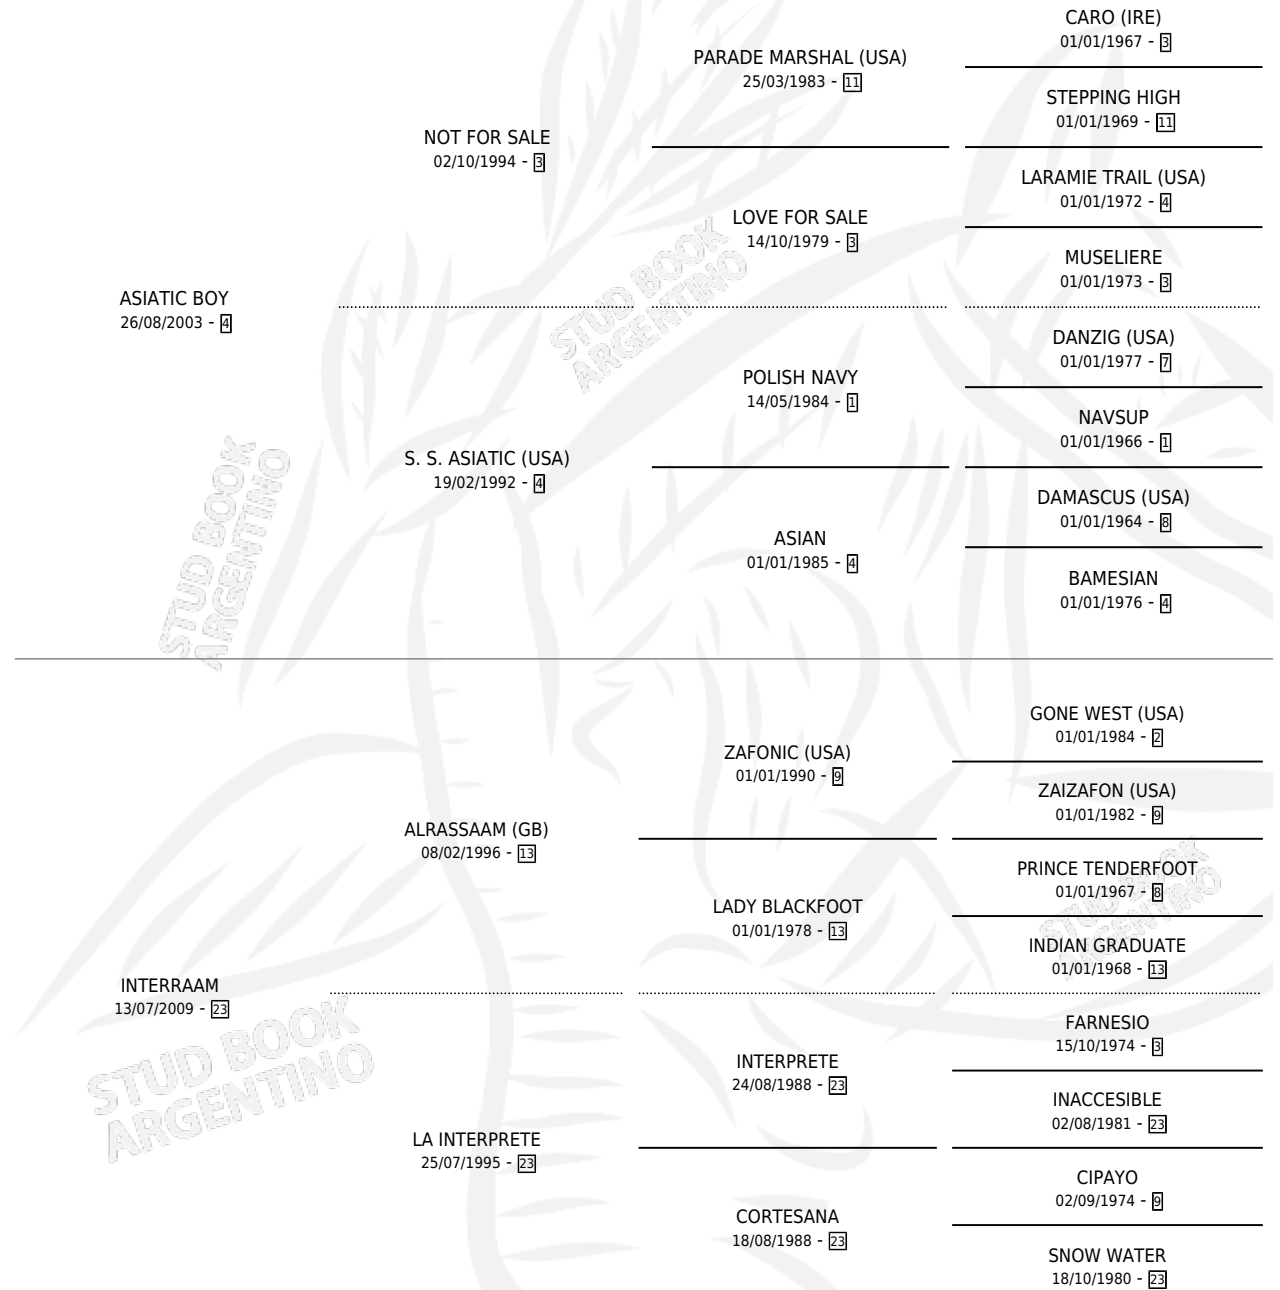 CARO (IRE)
01/01/1967 - 3
PARADE MARSHAL (USA)
25/03/1983 - 11
STEPPING HIGH
01/01/1969 - 11
NOT FOR SALE
02/10/1994 - 3
LARAMIE TRAIL (USA)
01/01/1972 - 4
LOVE FOR SALE
14/10/1979 - 3
MUSELIERE
01/01/1973 - 3
ASIATIC BOY
26/08/2003 - 4
STUD BOOK
ARGENTINO
DANZIG (USA)
01/01/1977 - 7
POLISH NAVY
14/05/1984 - 1
NAVSUP
01/01/1966 - 1
S. S. ASIATIC (USA)
19/02/1992 - 4
DAMASCUS (USA)
01/01/1964 - 8
ASIAN
01/01/1985 - 4
BAMESIAN
01/01/1976 - 4
STUD BOOK
ARGENTINO
GONE WEST (USA)
01/01/1984 - 2
ZAFONIC (USA)
01/01/1990 - 9
ZAIZAFON (USA)
01/01/1982 - 9
ALRASSAAM (GB)
08/02/1996 - 13
PRINCE TENDERFOOT
01/01/1967 - 8
LADY BLACKFOOT
01/01/1978 - 13
STUD BOOK
ARGENTINO
INDIAN GRADUATE
01/01/1968 - 13
INTERRAAM
13/07/2009 - 23
FARNESIO
15/10/1974 - 3
INTERPRETE
24/08/1988 - 23
INACCESIBLE
02/08/1981 - 23
STUD BOOK
ARGENTINO
LA INTERPRETE
25/07/1995 - 23
CIPAYO
02/09/1974 - 9
CORTESANA
18/08/1988 - 23
SNOW WATER
18/10/1980 - 23